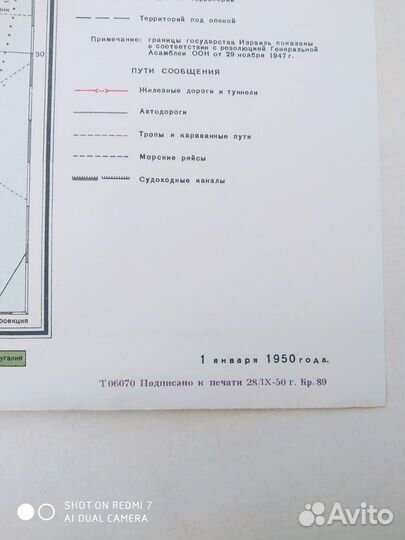 Территорий под опекой
Примечание: границы государства Израиль показаны
в соответствии с резолюцией Генеральной
Асамблеи ООН от 29 ноября 1947 г.
30
ПУТИ СООБЩЕНИЯ
Железные дороги и туннели
Автодороги
Тропы и караванные пути
Морские рейсы
Судоходные каналы
1 января 1950 года.
Т 06070 Подписано к печати 28/IX-50 г. Кр. 89
SHOT ON REDMI 7
AI DUAL CAMERA
Avito